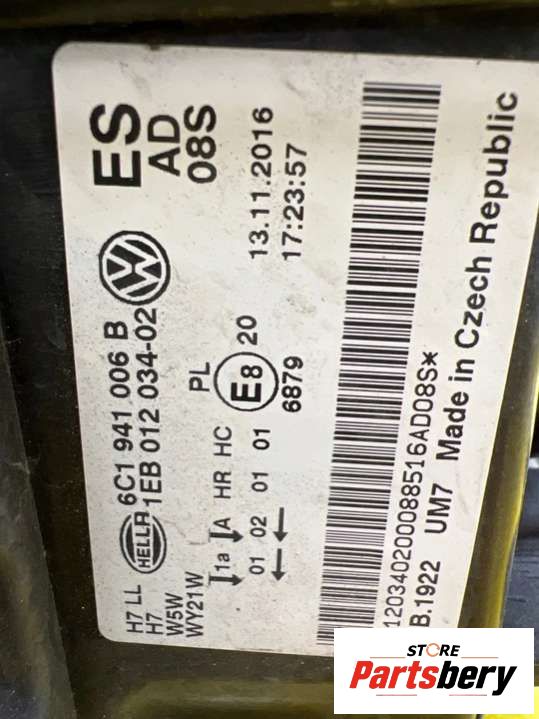 ES
AD
08S
13.11.2016
17:23:57
HELLA 6C1 941 006 B
1EB 012 034-02
H7 LL
H7
W5W
WY21W
1a A HR HC PL
01 02 01 01 E8 20
6879
1203402000885​16AD08S*
B.1922 UM7 Made in Czech Republic
STORE
Partsbery